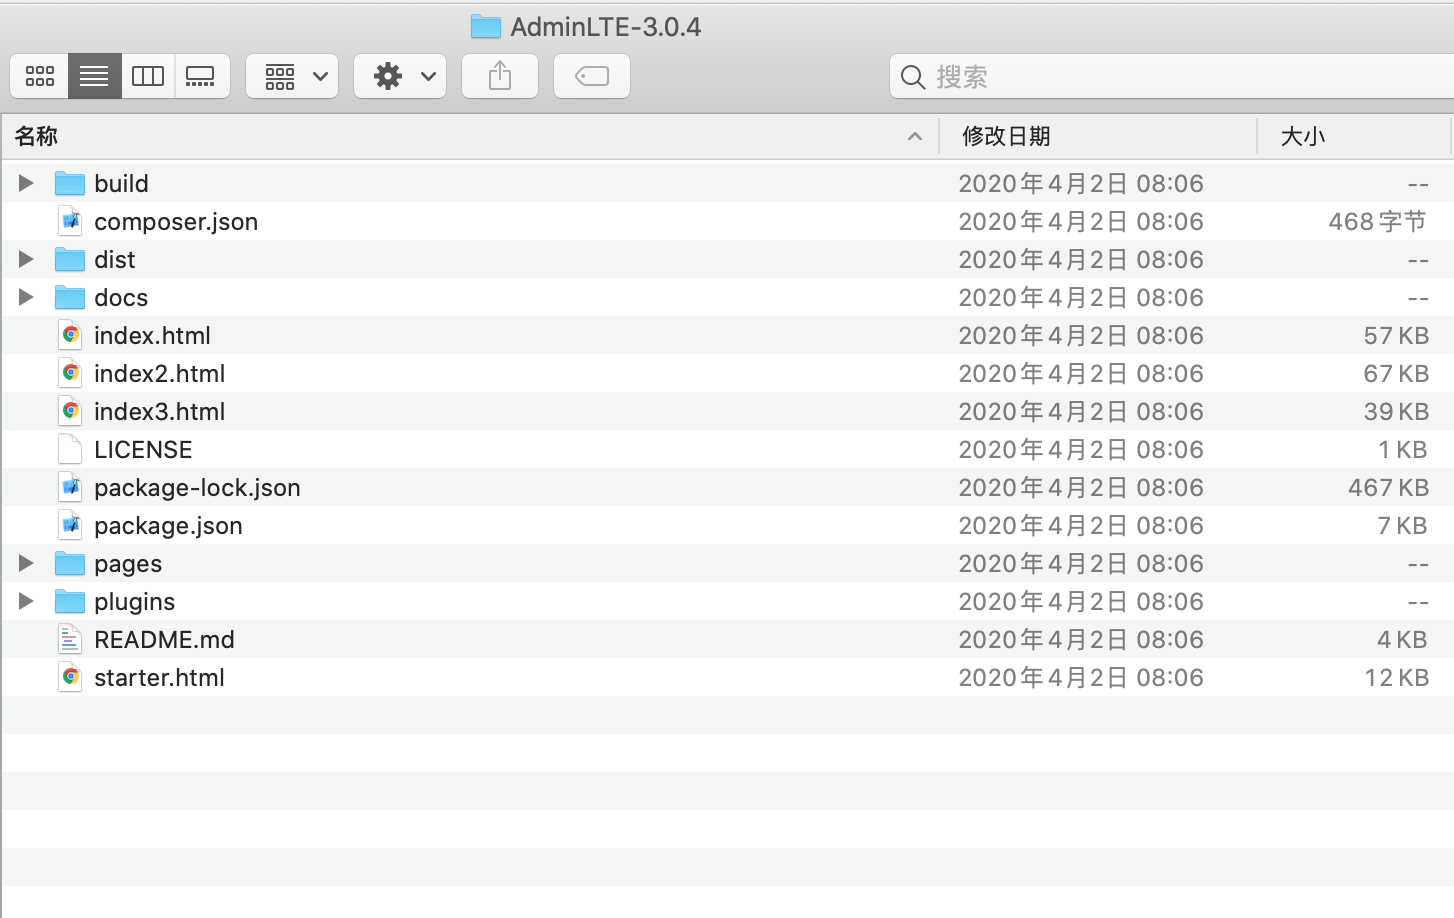 AdminLTE-3.0.4
搜索
名称 修改日期 大小
build 2020年4月2日 08:06 --
composer.json 2020年4月2日 08:06 468 字节
dist 2020年4月2日 08:06 --
docs 2020年4月2日 08:06 --
index.html 2020年4月2日 08:06 57 KB
index2.html 2020年4月2日 08:06 67 KB
index3.html 2020年4月2日 08:06 39 KB
LICENSE 2020年4月2日 08:06 1 KB
package-lock.json 2020年4月2日 08:06 467 KB
package.json 2020年4月2日 08:06 7 KB
pages 2020年4月2日 08:06 --
plugins 2020年4月2日 08:06 --
README.md 2020年4月2日 08:06 4 KB
starter.html 2020年4月2日 08:06 12 KB